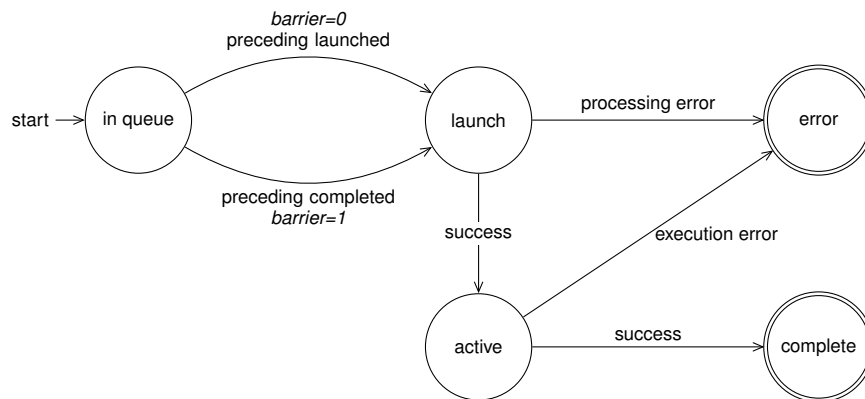 barrier=0
preceding launched
start
in queue
launch
processing error
error
preceding completed
barrier=1
success
execution error
active
success
complete